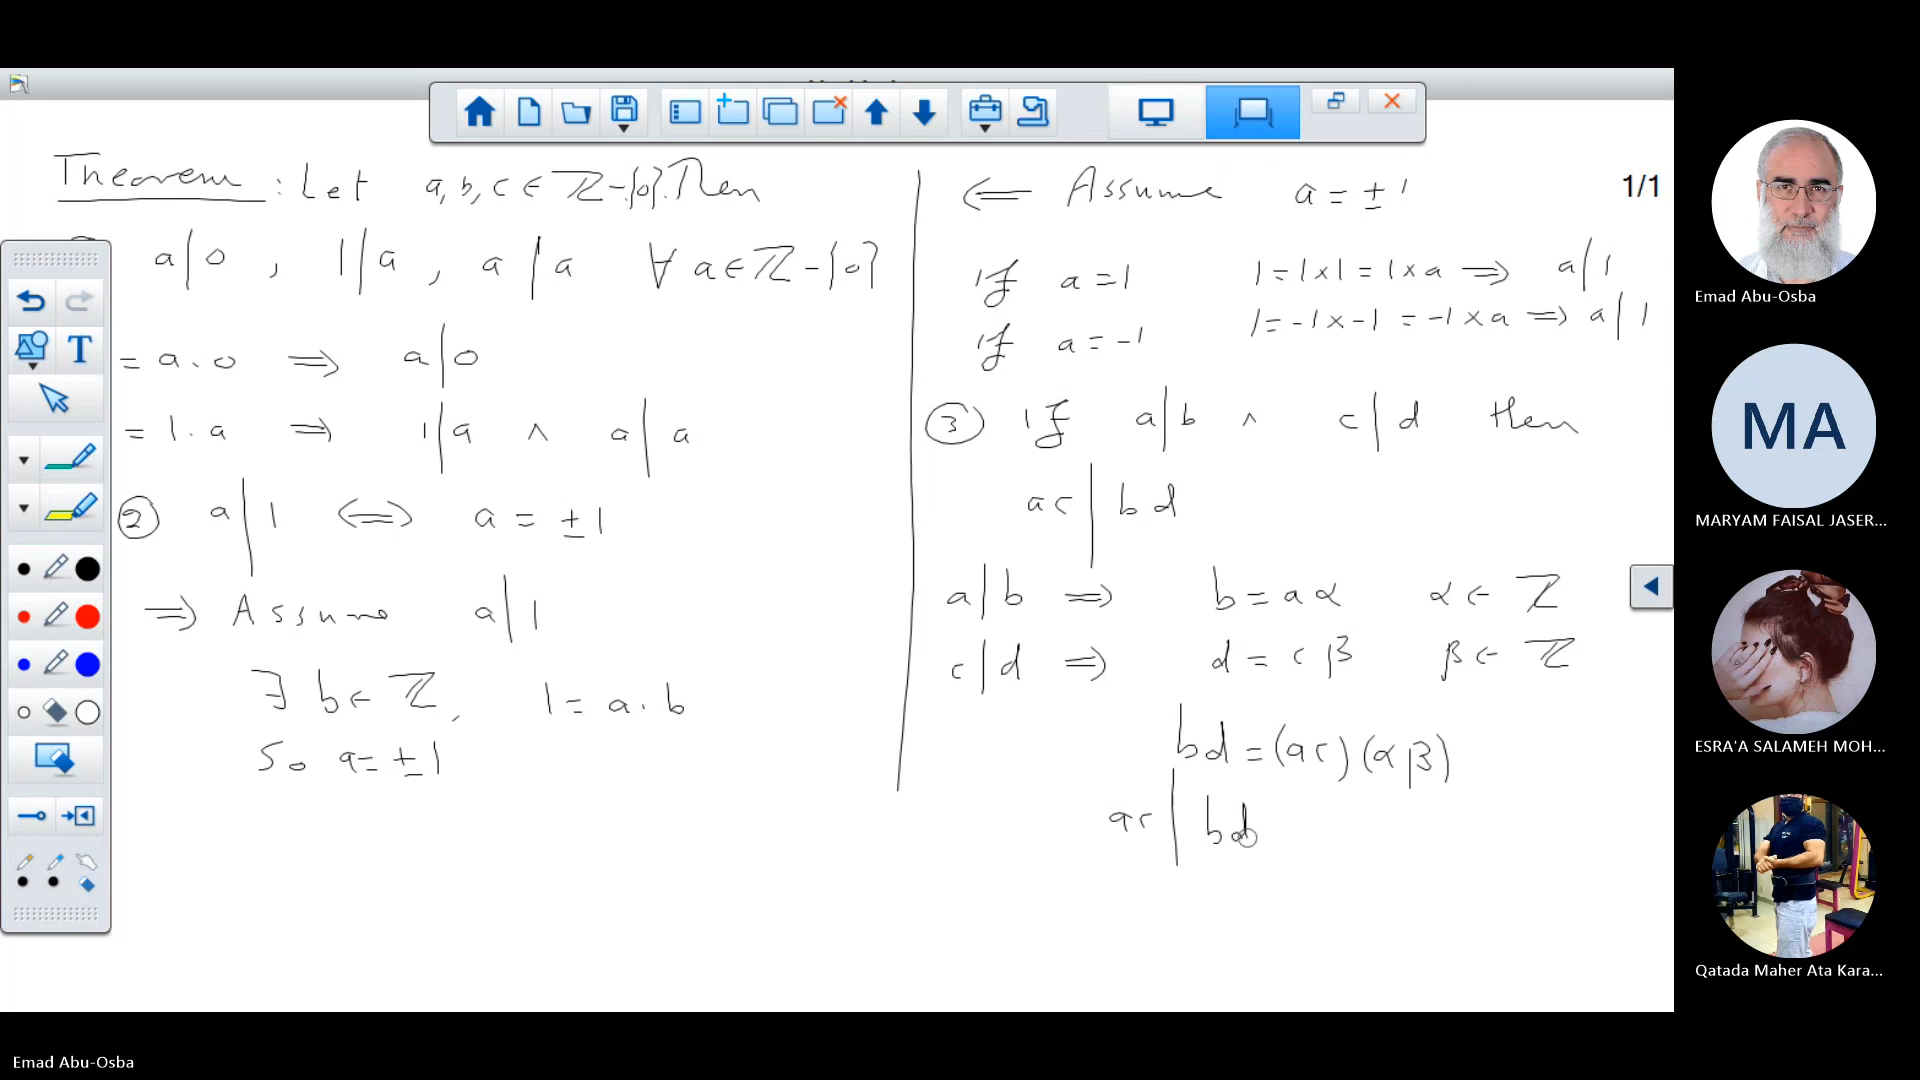 Theorem : Let a, b, c ∈ ℤ-{0}. Then
a|0 , 1|a , a|a ∀ a ∈ ℤ-{0}
= a.0 ⟹ a|0
= 1.a ⟹ 1|a ∧ a|a
② a|1 ⟺ a = ±1
⟹ Assume a|1
∃ b ∈ ℤ, 1 = a.b
So a = ±1
⟸ Assume a = ±1
If a = 1 1 = 1×1 = 1×a ⟹ a|1
If a = -1 1 = -1×-1 = -1×a ⟹ a|1
③ If a|b ∧ c|d then
ac|bd
a|b ⟹ b = aα α ∈ ℤ
c|d ⟹ d = cβ β ∈ ℤ
bd = (ac)(αβ)
ac|bd
1/1
T
Emad Abu-Osba
MA
MARYAM FAISAL JASER...
ESRA'A SALAMEH MOH...
Qatada Maher Ata Kara...
Emad Abu-Osba